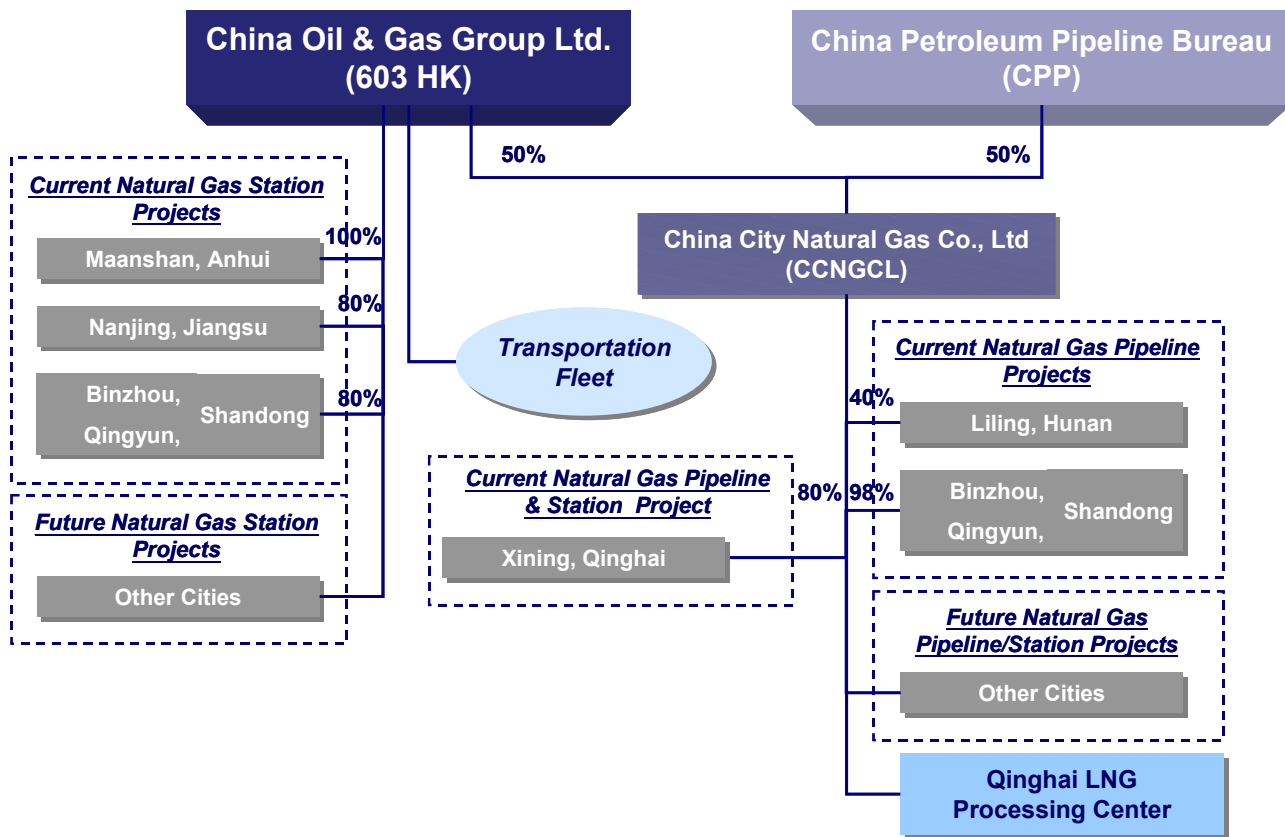 China Oil & Gas Group Ltd.
(603 HK)
China Petroleum Pipeline Bureau
(CPP)
50%
50%
Current Natural Gas Station
Projects
100%
Maanshan, Anhui
80%
Nanjing, Jiangsu
80%
Binzhou,
Qingyun,
Shandong
Future Natural Gas Station
Projects
Other Cities
Transportation
Fleet
China City Natural Gas Co., Ltd
(CCNGCL)
Current Natural Gas Pipeline
& Station Project
80%
Xining, Qinghai
Current Natural Gas Pipeline
Projects
40%
Liling, Hunan
98%
Binzhou,
Qingyun,
Shandong
Future Natural Gas
Pipeline/Station Projects
Other Cities
Qinghai LNG
Processing Center